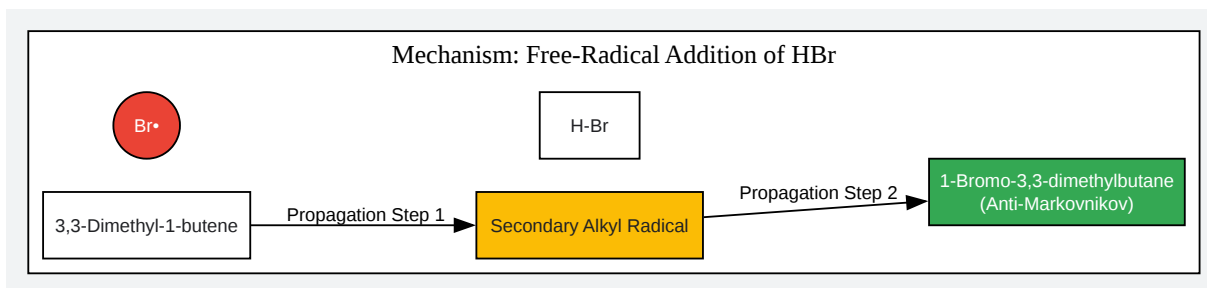 Mechanism: Free-Radical Addition of HBr
Br•
H-Br
3,3-Dimethyl-1-butene
Propagation Step 1
Secondary Alkyl Radical
Propagation Step 2
1-Bromo-3,3-dimethylbutane
(Anti-Markovnikov)